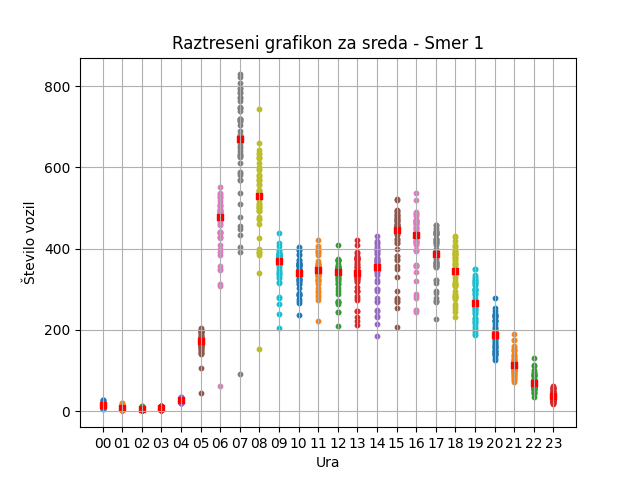 Raztreseni grafikon za sreda - Smer 1
800
600
400
200
0
Število vozil
00 01 02 03 04 05 06 07 08 09 10 11 12 13 14 15 16 17 18 19 20 21 22 23
Ura